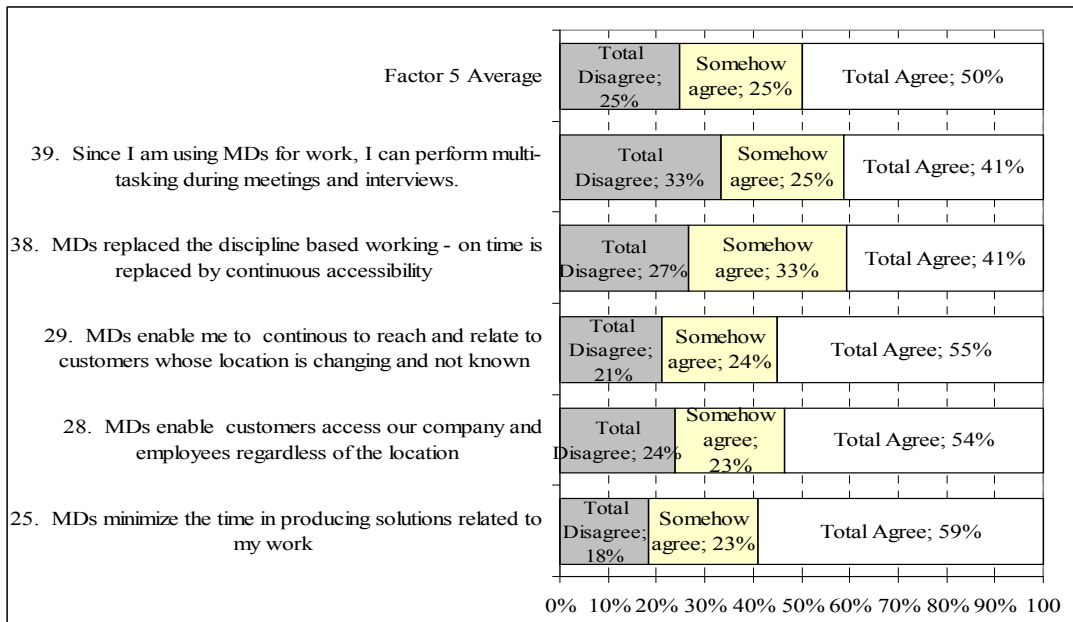 Factor 5 Average
Total
Disagree;
25%
Somehow
agree; 25%
Total Agree; 50%
39.  Since I am using MDs for work, I can perform multi-
tasking during meetings and interviews.
Total
Disagree; 33%
Somehow
agree; 25%
Total Agree; 41%
38.  MDs replaced the discipline based working - on time is
replaced by continuous accessibility
Total
Disagree; 27%
Somehow
agree; 33%
Total Agree; 41%
29.  MDs enable me to  continous to reach and relate to
customers whose location is changing and not known
Total
Disagree;
21%
Somehow
agree; 24%
Total Agree; 55%
28.  MDs enable  customers access our company and
employees regardless of the location
Total
Disagree; 24%
Somehow
agree;
23%
Total Agree; 54%
25.  MDs minimize the time in producing solutions related to
my work
Total
Disagree;
18%
Somehow
agree; 23%
Total Agree; 59%
0% 10% 20% 30% 40% 50% 60% 70% 80% 90% 100